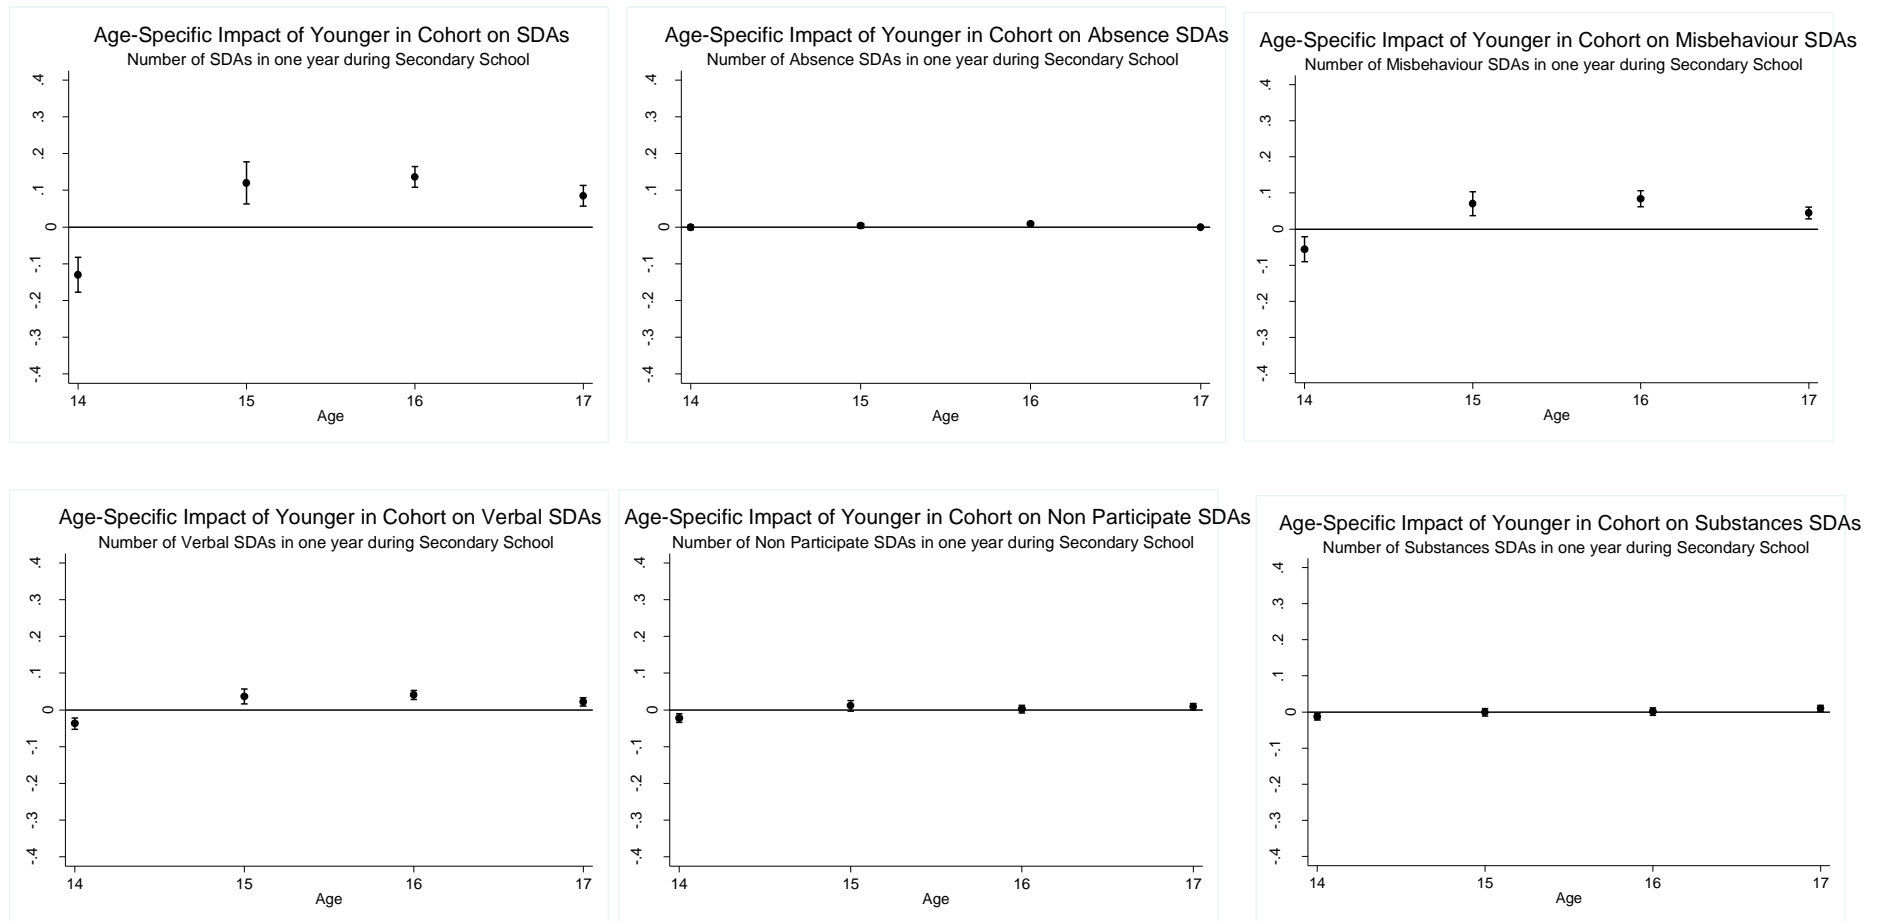 Age-Specific Impact of Younger in Cohort on SDAs
Number of SDAs in one year during Secondary School
.4
.3
.2
.1
0
-.1
-.2
-.3
-.4
14 15 16 17
Age
Age-Specific Impact of Younger in Cohort on Absence SDAs
Number of Absence SDAs in one year during Secondary School
.4
.3
.2
.1
0
-.1
-.2
-.3
-.4
14 15 16 17
Age
Age-Specific Impact of Younger in Cohort on Misbehaviour SDAs
Number of Misbehaviour SDAs in one year during Secondary School
.4
.3
.2
.1
0
-.1
-.2
-.3
-.4
14 15 16 17
Age
Age-Specific Impact of Younger in Cohort on Verbal SDAs
Number of Verbal SDAs in one year during Secondary School
.4
.3
.2
.1
0
-.1
-.2
-.3
-.4
14 15 16 17
Age
Age-Specific Impact of Younger in Cohort on Non Participate SDAs
Number of Non Participate SDAs in one year during Secondary School
.4
.3
.2
.1
0
-.1
-.2
-.3
-.4
14 15 16 17
Age
Age-Specific Impact of Younger in Cohort on Substances SDAs
Number of Substances SDAs in one year during Secondary School
.4
.3
.2
.1
0
-.1
-.2
-.3
-.4
14 15 16 17
Age